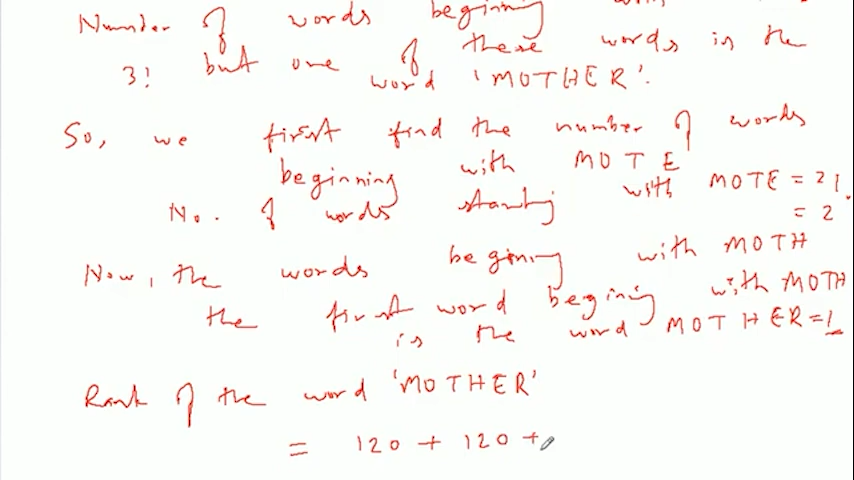 Number of words beginning
3! but one of these words is the
word 'MOTHER'.
So, we first find the number of words
beginning with MOTE
No. of words starting with MOTE = 2!.
= 2
Now, the words begining with MOTH
the first word begining with MOTH
is the word MOTHER=1
Rank of the word 'MOTHER'
= 120 + 120 +